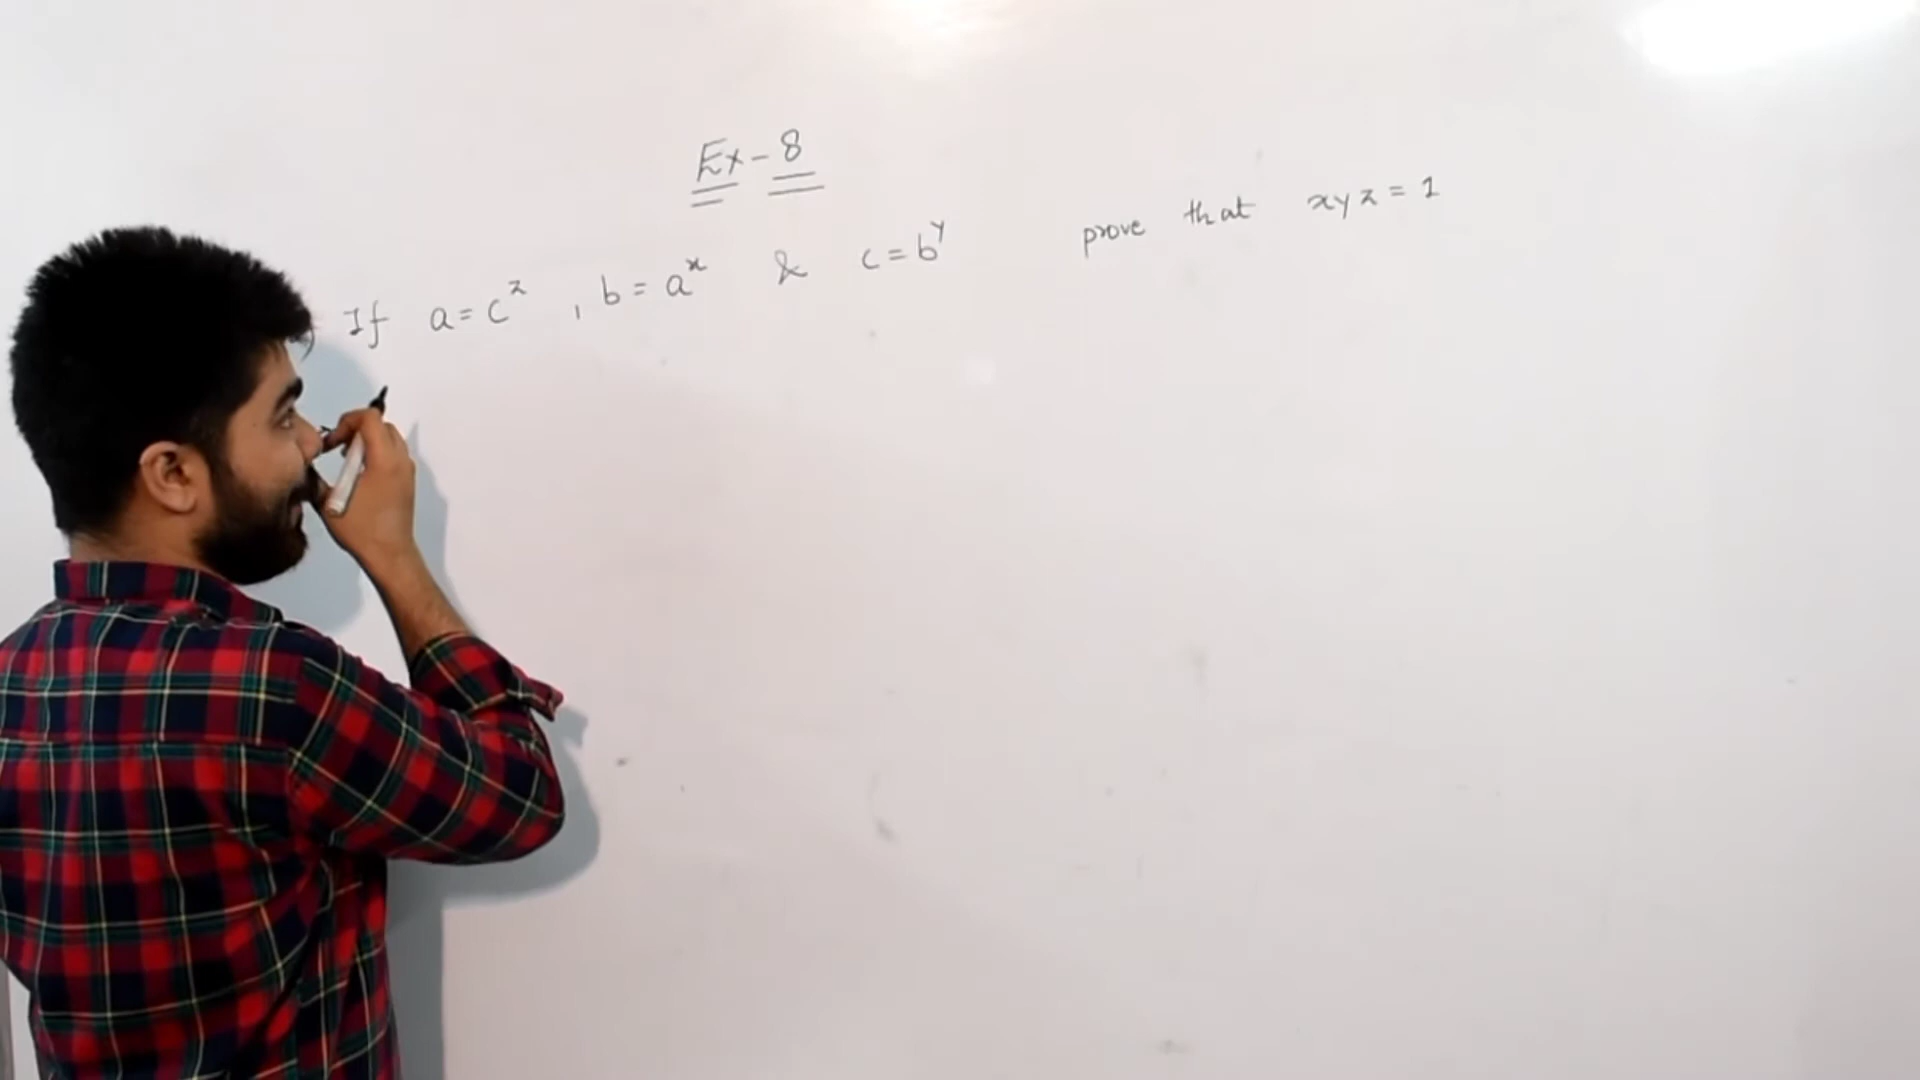 Ex-8
) If a=c^z , b=a^x & c=b^y prove that xyz=1